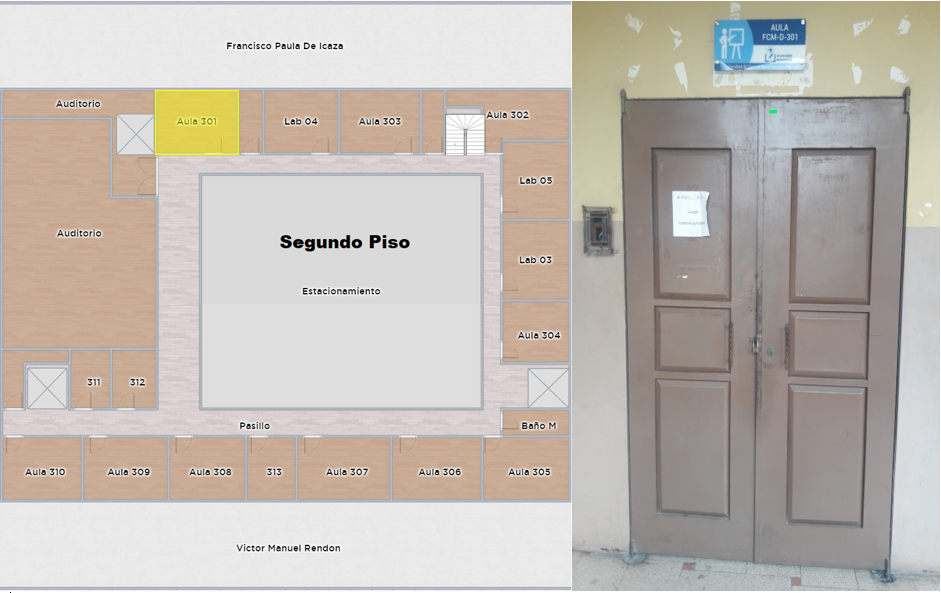 Francisco Paula De Icaza
Auditorio
Aula 301
Lab 04
Aula 303
Aula 302
Lab 05
Auditorio
Segundo Piso
Lab 03
Estacionamiento
Aula 304
311
312
Pasillo
Baño M
Aula 310
Aula 309
Aula 308
313
Aula 307
Aula 306
Aula 305
Victor Manuel Rendon
AULA
FCM-D-301